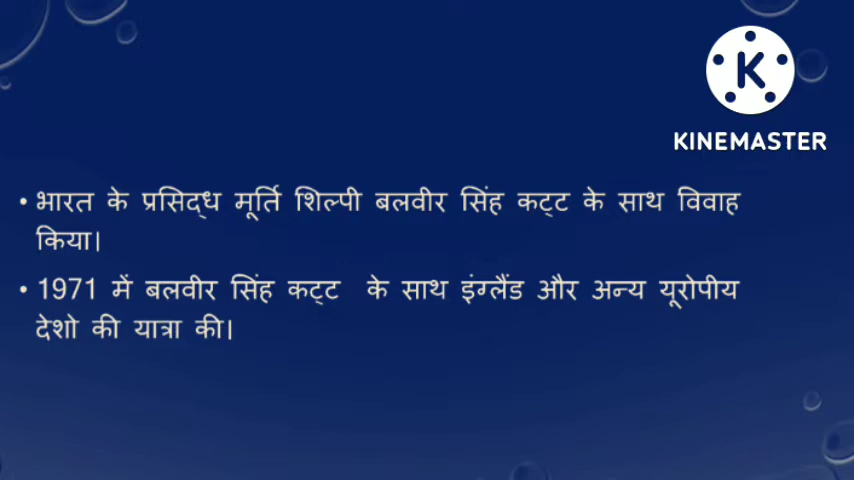 K
KINEMASTER
• भारत के प्रसिद्ध मूर्ति शिल्पी बलवीर सिंह कट्ट के साथ विवाह
किया।
• 1971 में बलवीर सिंह कट्ट के साथ इंग्लैंड और अन्य यूरोपीय
देशो की यात्रा की।